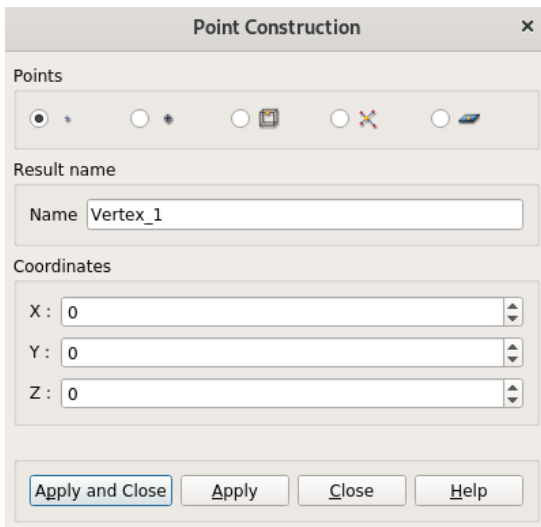 Point Construction ×
Points
Result name
Name Vertex_1
Coordinates
X : 0
Y : 0
Z : 0
Apply and Close Apply Close Help